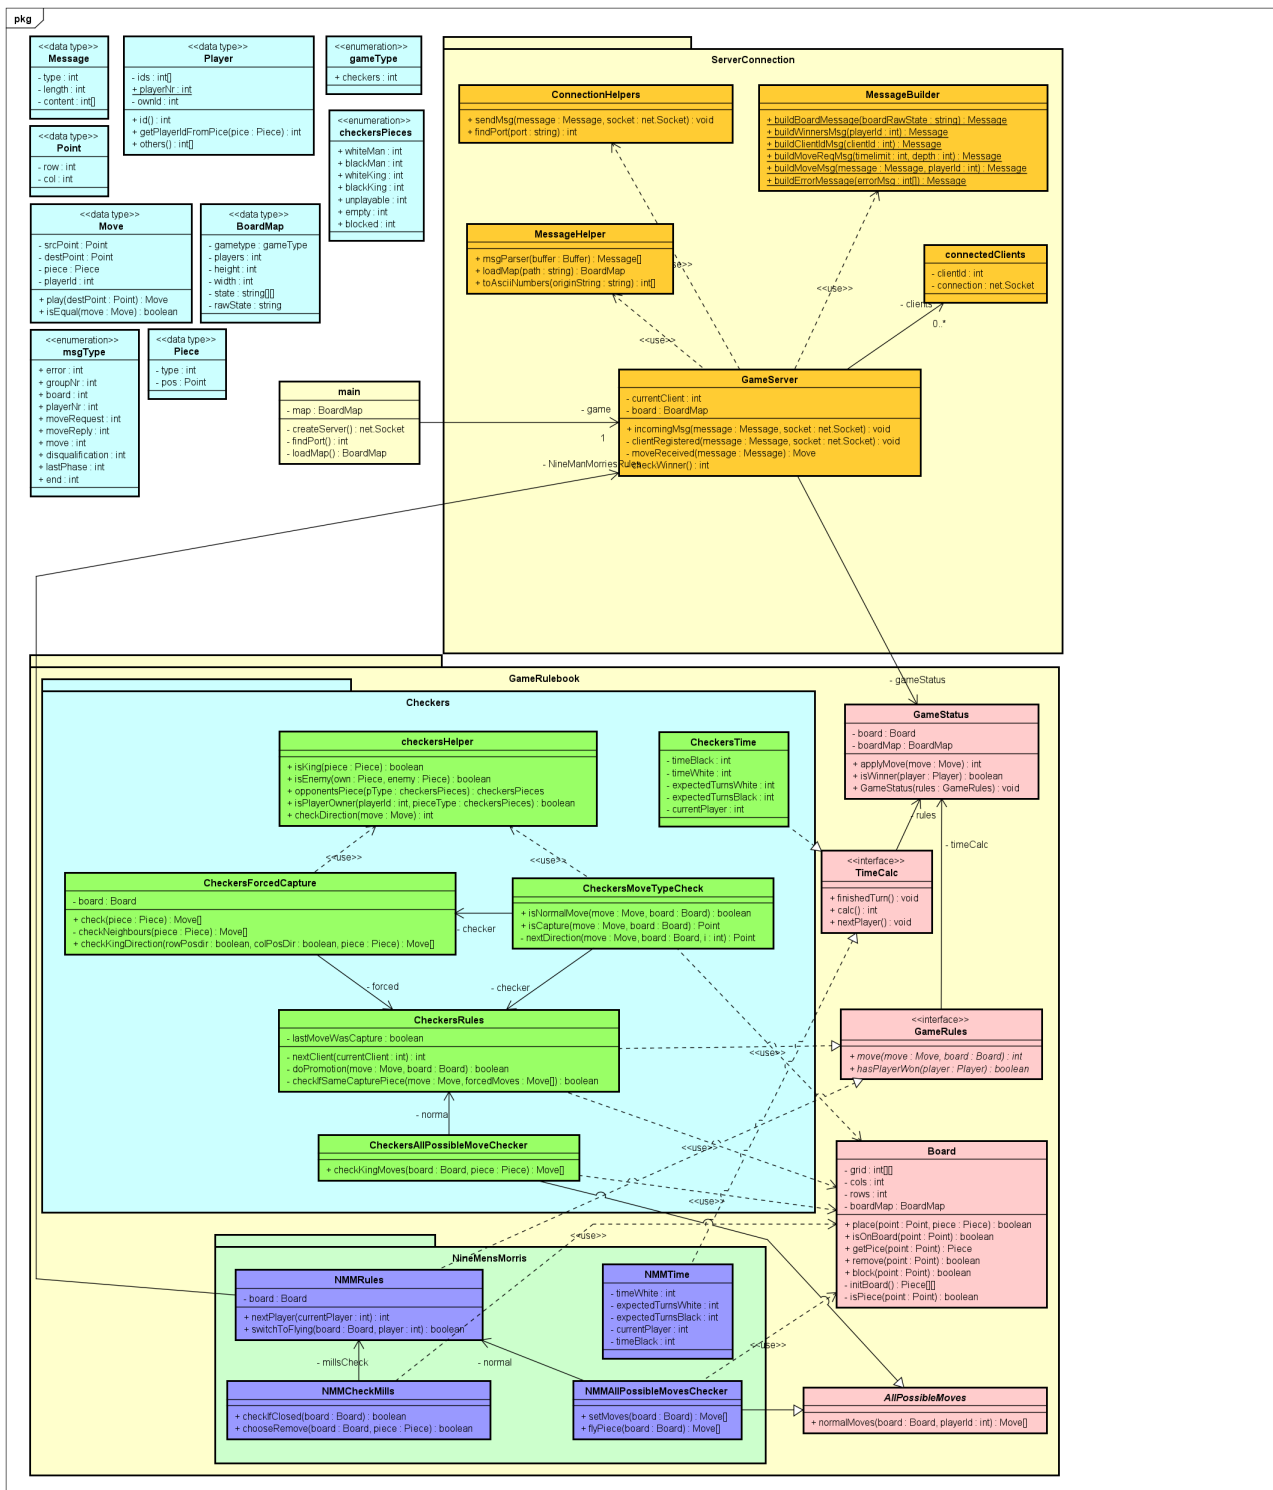 pkg
<<data type>>
Message
- type : int
- length : int
- content : int[]
<<data type>>
Player
- ids : int[]
+ playerNr : int
- ownId : int
+ id() : int
+ getPlayerIdFromPice(pice : Piece) : int
+ others() : int[]
<<enumeration>>
gameType
+ checkers : int
<<data type>>
Point
- row : int
- col : int
<<enumeration>>
checkersPieces
+ whiteMan : int
+ blackMan : int
+ whiteKing : int
+ blackKing : int
+ unplayable : int
+ empty : int
+ blocked : int
<<data type>>
Move
- srcPoint : Point
- destPoint : Point
- piece : Piece
- playerId : int
+ play(destPoint : Point) : Move
+ isEqual(move : Move) : boolean
<<data type>>
BoardMap
- gametype : gameType
- players : int
- height : int
- width : int
- state : string[][]
- rawState : string
<<enumeration>>
msgType
+ error : int
+ groupNr : int
+ board : int
+ playerNr : int
+ moveRequest : int
+ moveReply : int
+ move : int
+ disqualification : int
+ lastPhase : int
+ end : int
<<data type>>
Piece
- type : int
- pos : Point
main
- map : BoardMap
- createServer() : net.Socket
- findPort() : int
- loadMap() : BoardMap
ServerConnection
ConnectionHelpers
+ sendMsg(message : Message, socket : net.Socket) : void
+ findPort(port : string) : int
MessageBuilder
+ buildBoardMessage(boardRawState : string) : Message
+ buildWinnersMsg(playerId : int) : Message
+ buildClientIdMsg(clientId : int) : Message
+ buildMoveReqMsg(timelimit : int, depth : int) : Message
+ buildMoveMsg(message : Message, playerId : int) : Message
+ buildErrorMessage(errorMsg : int[]) : Message
MessageHelper
+ msgParser(buffer : Buffer) : Message[]
+ loadMap(path : string) : BoardMap
+ toAsciiNumbers(originString : string) : int[]
se>>
connectedClients
- clientId : int
- connection : net.Socket
<<use>>
- clients
0..*
<<use>>
GameServer
- currentClient : int
- board : BoardMap
+ incomingMsg(message : Message, socket : net.Socket) : void
- clientRegistered(message : Message, socket : net.Socket) : void
- moveReceived(message : Message) : Move
checkWinner() : int
- game
1
- NineManMorriesRules
- gameStatus
GameRulebook
Checkers
checkersHelper
+ isKing(piece : Piece) : boolean
+ isEnemy(own : Piece, enemy : Piece) : boolean
+ opponentsPiece(pType : checkersPieces) : checkersPieces
+ isPlayerOwner(playerId : int, pieceType : checkersPieces) : boolean
+ checkDirection(move : Move) : int
CheckersTime
- timeBlack : int
- timeWhite : int
- expectedTurnsWhite : int
- expectedTurnsBlack : int
- currentPlayer : int
GameStatus
- board : Board
- boardMap : BoardMap
+ applyMove(move : Move) : int
+ isWinner(player : Player) : boolean
+ GameStatus(rules : GameRules) : void
- rules
- timeCalc
<<use>>
<<use>>
<<interface>>
TimeCalc
+ finishedTurn() : void
+ calc() : int
+ nextPlayer() : void
CheckersForcedCapture
- board : Board
+ check(piece : Piece) : Move[]
- checkNeighbours(piece : Piece) : Move[]
+ checkKingDirection(rowPosdir : boolean, colPosDir : boolean, piece : Piece) : Move[]
CheckersMoveTypeCheck
+ isNormalMove(move : Move, board : Board) : boolean
+ isCapture(move : Move, board : Board) : Point
- nextDirection(move : Move, board : Board, i : int) : Point
- checker
- forced
- checker
CheckersRules
- lastMoveWasCapture : boolean
- nextClient(currentClient : int) : int
- doPromotion(move : Move, board : Board) : boolean
- checkIfSameCapturePiece(move : Move, forcedMoves : Move[]) : boolean
<<interface>>
GameRules
+ move(move : Move, board : Board) : int
+ hasPlayerWon(player : Player) : boolean
<<use>>
- norma
CheckersAllPossibleMoveChecker
+ checkKingMoves(board : Board, piece : Piece) : Move[]
<<use>>
<<use>>
<<use>>
Board
- grid : int[][]
- cols : int
- rows : int
- boardMap : BoardMap
+ place(point : Point, piece : Piece) : boolean
+ isOnBoard(point : Point) : boolean
+ getPice(point : Point) : Piece
+ remove(point : Point) : boolean
+ block(point : Point) : boolean
- initBoard() : Piece[][]
- isPiece(point : Point) : boolean
NineMensMorris
NMMRules
- board : Board
+ nextPlayer(currentPlayer : int) : int
+ switchToFlying(board : Board, player : int) : boolean
NMMTime
- timeWhite : int
- expectedTurnsWhite : int
- expectedTurnsBlack : int
- currentPlayer : int
- timeBlack : int
- millsCheck
- normal
<<use>>
NMMCheckMills
+ checkIfClosed(board : Board) : boolean
+ chooseRemove(board : Board, piece : Piece) : boolean
NMMAllPossibleMovesChecker
+ setMoves(board : Board) : Move[]
+ flyPiece(board : Board) : Move[]
AllPossibleMoves
+ normalMoves(board : Board, playerId : int) : Move[]